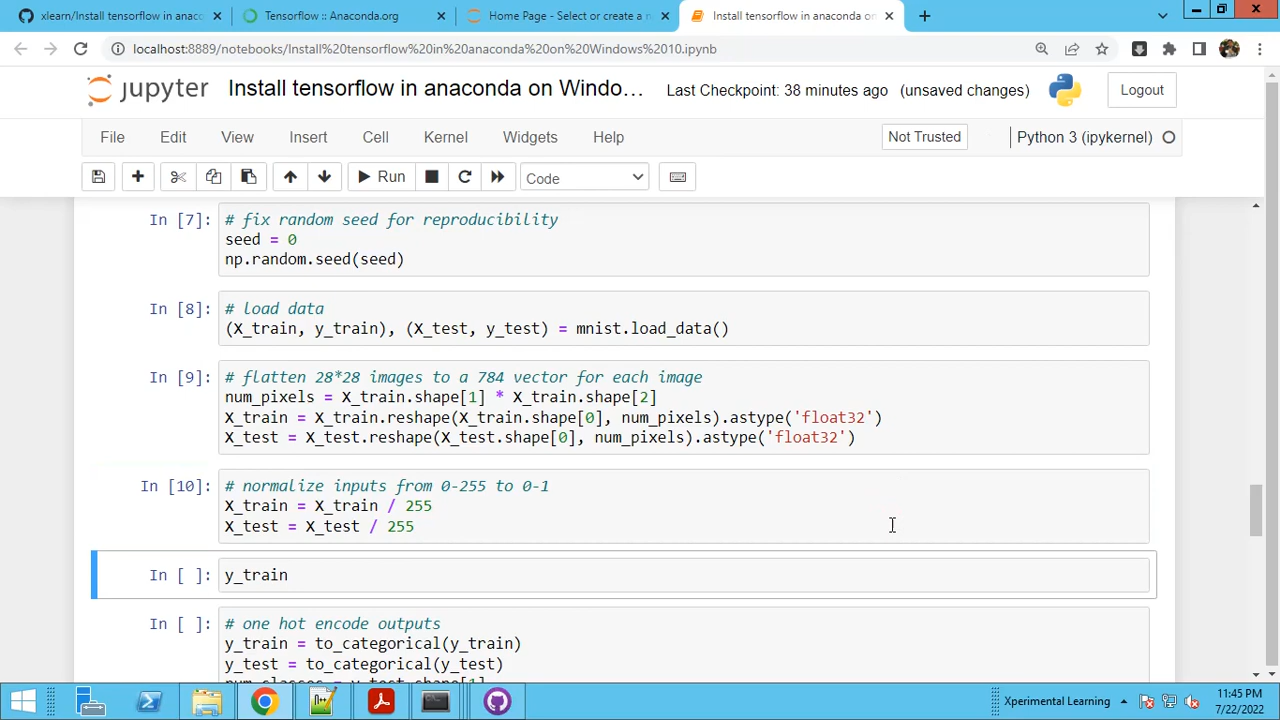 xlearn/Install tensorflow in anaco
Tensorflow :: Anaconda.org
Home Page - Select or create a n
Install tensorflow in anaconda on
localhost:8889/notebooks/Install%20tensorflow%20in%20anaconda%20on%20Windows%2010.ipynb
jupyter Install tensorflow in anaconda on Windo... Last Checkpoint: 38 minutes ago (unsaved changes) Logout
File Edit View Insert Cell Kernel Widgets Help Not Trusted Python 3 (ipykernel)
Run Code
In [7]: # fix random seed for reproducibility
seed = 0
np.random.seed(seed)
In [8]: # load data
(X_train, y_train), (X_test, y_test) = mnist.load_data()
In [9]: # flatten 28*28 images to a 784 vector for each image
num_pixels = X_train.shape[1] * X_train.shape[2]
X_train = X_train.reshape(X_train.shape[0], num_pixels).astype('float32')
X_test = X_test.reshape(X_test.shape[0], num_pixels).astype('float32')
In [10]: # normalize inputs from 0-255 to 0-1
X_train = X_train / 255
X_test = X_test / 255
In [ ]: y_train
In [ ]: # one hot encode outputs
y_train = to_categorical(y_train)
y_test = to_categorical(y_test)
num_classes = y_test.shape[1]
Xperimental Learning
11:45 PM
7/22/2022